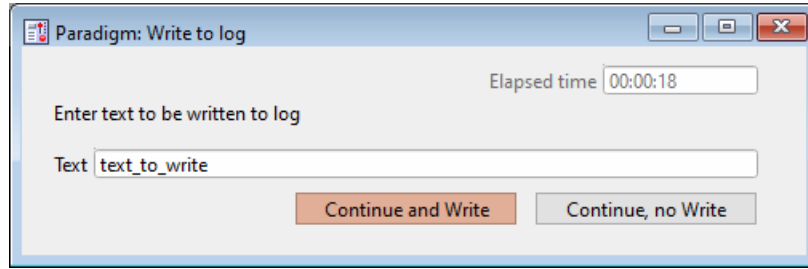 Paradigm: Write to log
Elapsed time 00:00:18
Enter text to be written to log
Text text_to_write
Continue and Write Continue, no Write